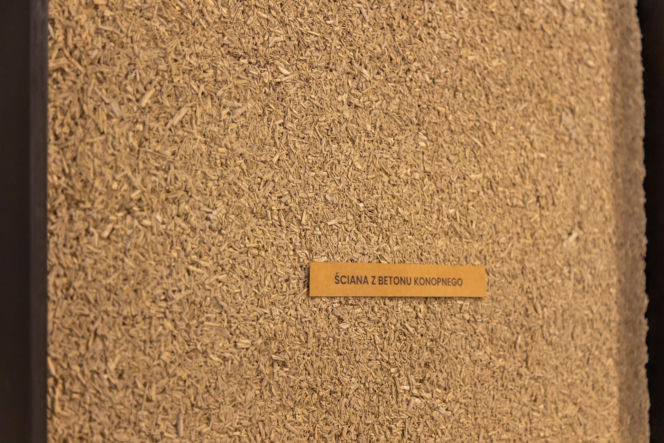 ŚCIANA Z BETONU KONOPNEGO